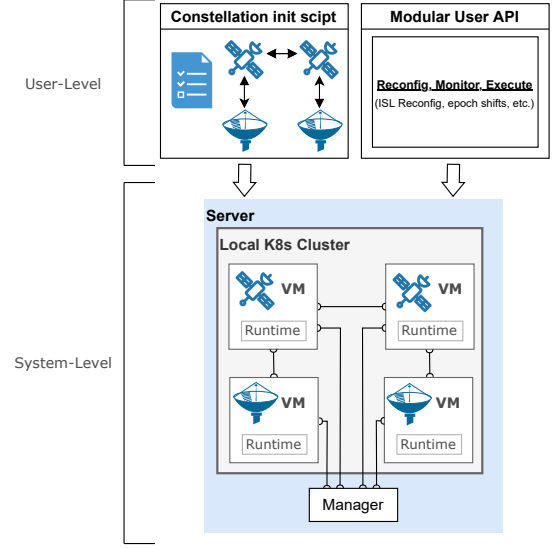 Constellation init scipt
Modular User API
User-Level
Reconfig, Monitor, Execute
(ISL Reconfig, epoch shifts, etc.)
Server
Local K8s Cluster
VM
VM
Runtime
Runtime
System-Level
VM
VM
Runtime
Runtime
Manager